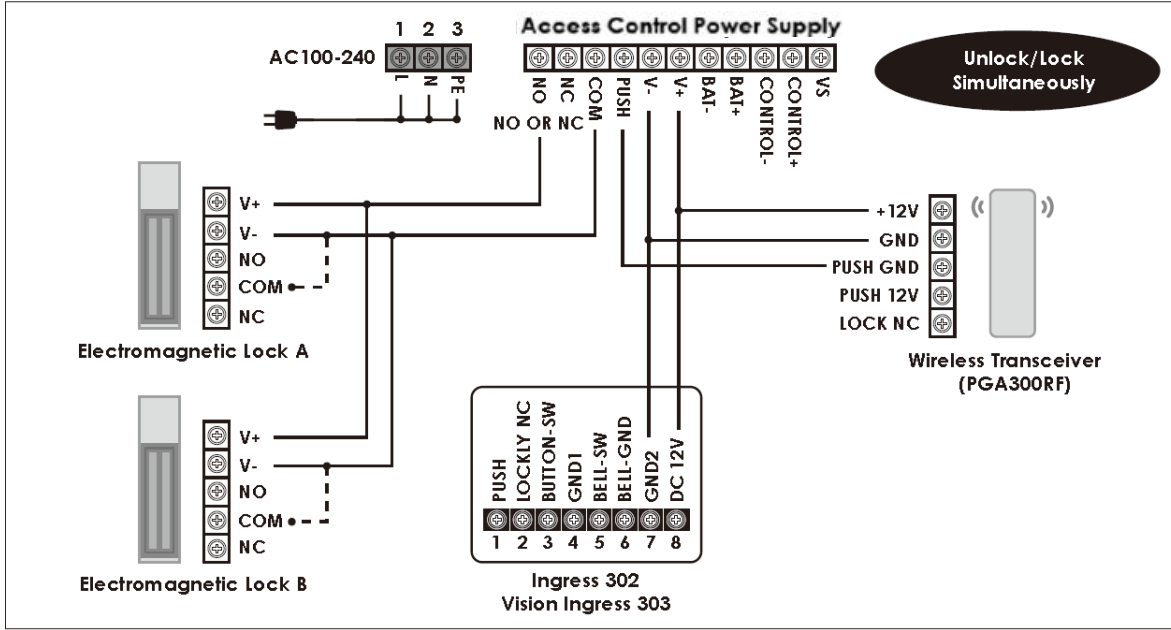 Access Control Power Supply
1 2 3
AC100-240
L N PE
NO NC COM PUSH V- V+ BAT- BAT+ CONTROL- CONTROL+ VS
NO OR NC
Unlock/Lock
Simultaneously
V+
V-
NO
COM
NC
Electromagnetic Lock A
+12V
GND
PUSH GND
PUSH 12V
LOCK NC
Wireless Transceiver
(PGA300RF)
V+
V-
NO
COM
NC
Electromagnetic Lock B
PUSH LOCKLY NC BUTTON-SW GND1 BELL-SW BELL-GND GND2 DC 12V
1 2 3 4 5 6 7 8
Ingress 302
Vision Ingress 303